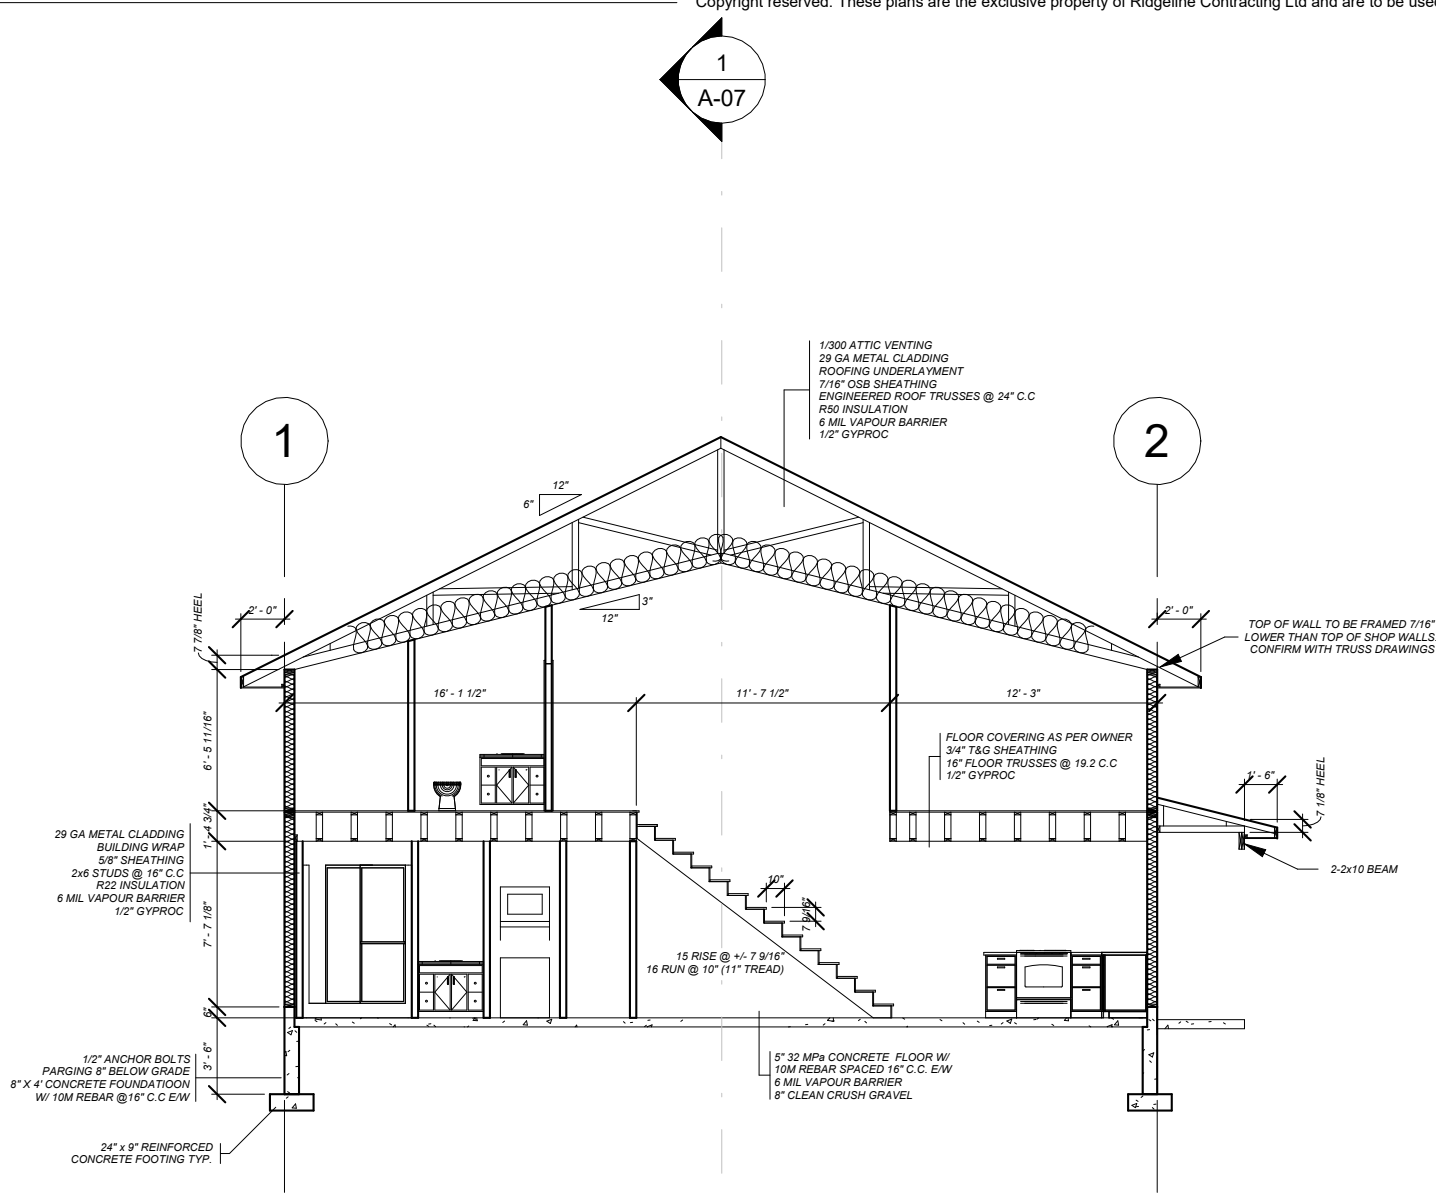 Copyright reserved. These plans are the exclusive property of Ridgeline Contracting Ltd and are to be used
1
A-07
1/300 ATTIC VENTING
29 GA METAL CLADDING
ROOFING UNDERLAYMENT
7/16" OSB SHEATHING
ENGINEERED ROOF TRUSSES @ 24" C.C
R50 INSULATION
6 MIL VAPOUR BARRIER
1/2" GYPROC
1
2
12"
6"
3"
12"
2' - 0"
7 7/8" HEEL
2' - 0"
TOP OF WALL TO BE FRAMED 7/16"
LOWER THAN TOP OF SHOP WALLS.
CONFIRM WITH TRUSS DRAWINGS
16' - 1 1/2"
11' - 7 1/2"
12' - 3"
6' - 5 11/16"
FLOOR COVERING AS PER OWNER
3/4" T&G SHEATHING
16" FLOOR TRUSSES @ 19.2 C.C
1/2" GYPROC
1' - 6"
7 1/8" HEEL
1' - 4 3/4"
29 GA METAL CLADDING
BUILDING WRAP
5/8" SHEATHING
2x6 STUDS @ 16" C.C
R22 INSULATION
6 MIL VAPOUR BARRIER
1/2" GYPROC
2-2x10 BEAM
10"
7 9/16"
7' - 7 1/8"
15 RISE @ +/- 7 9/16"
16 RUN @ 10" (11" TREAD)
6"
3' - 6"
1/2" ANCHOR BOLTS
PARGING 8" BELOW GRADE
8" X 4' CONCRETE FOUNDATIOON
W/ 10M REBAR @16" C.C E/W
5" 32 MPa CONCRETE FLOOR W/
10M REBAR SPACED 16" C.C. E/W
6 MIL VAPOUR BARRIER
8" CLEAN CRUSH GRAVEL
24" x 9" REINFORCED
CONCRETE FOOTING TYP.